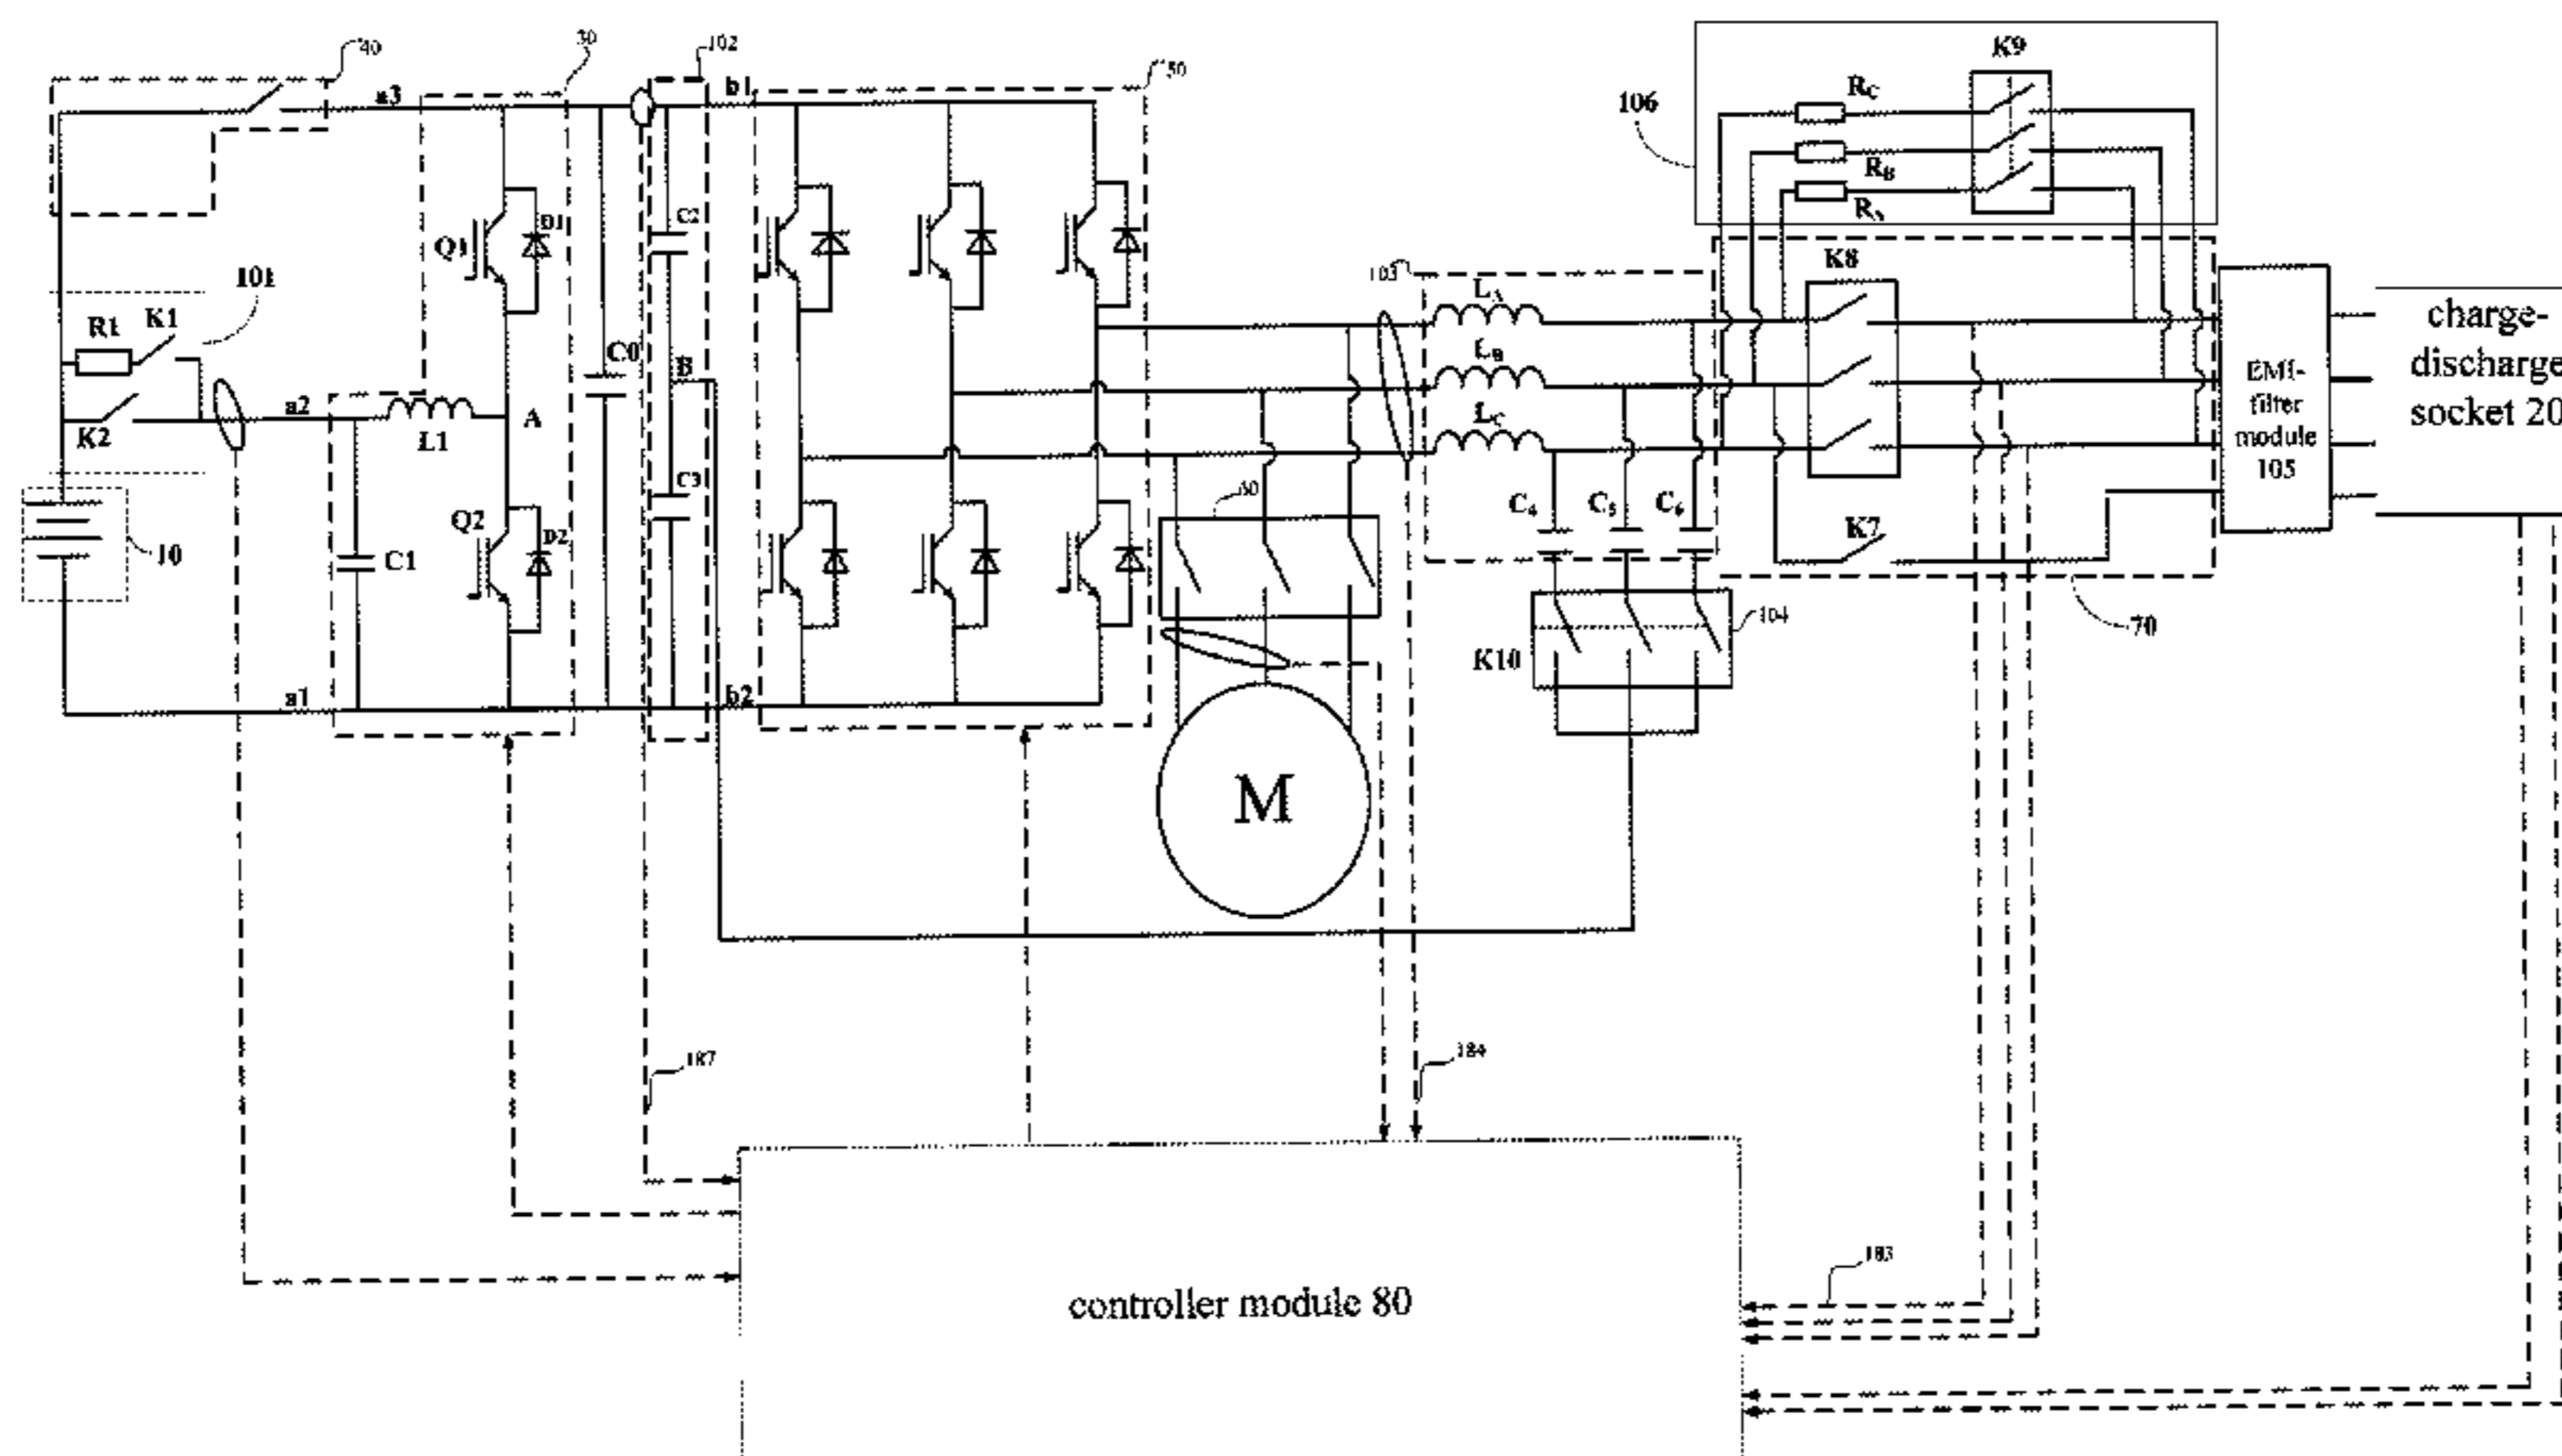 40
30
102
50
K9
a3
b1
RC
106
RB
RA
C2
D1
Q1
K8
101
103
LA
K1
R1
C0
B
LB
charge-
discharge
socket 20
EMI-
filter
module
105
a2
A
K2
L1
LC
C3
60
C4
C5
C6
Q2
K7
D2
10
C1
104
70
K10
a1
b2
M
187
184
183
controller module 80